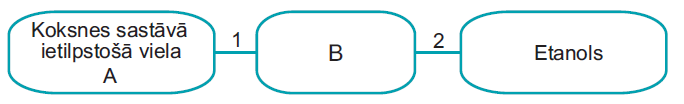 Koksnes sastāvā
ietilpstošā viela
A
1
B
2
Etanols